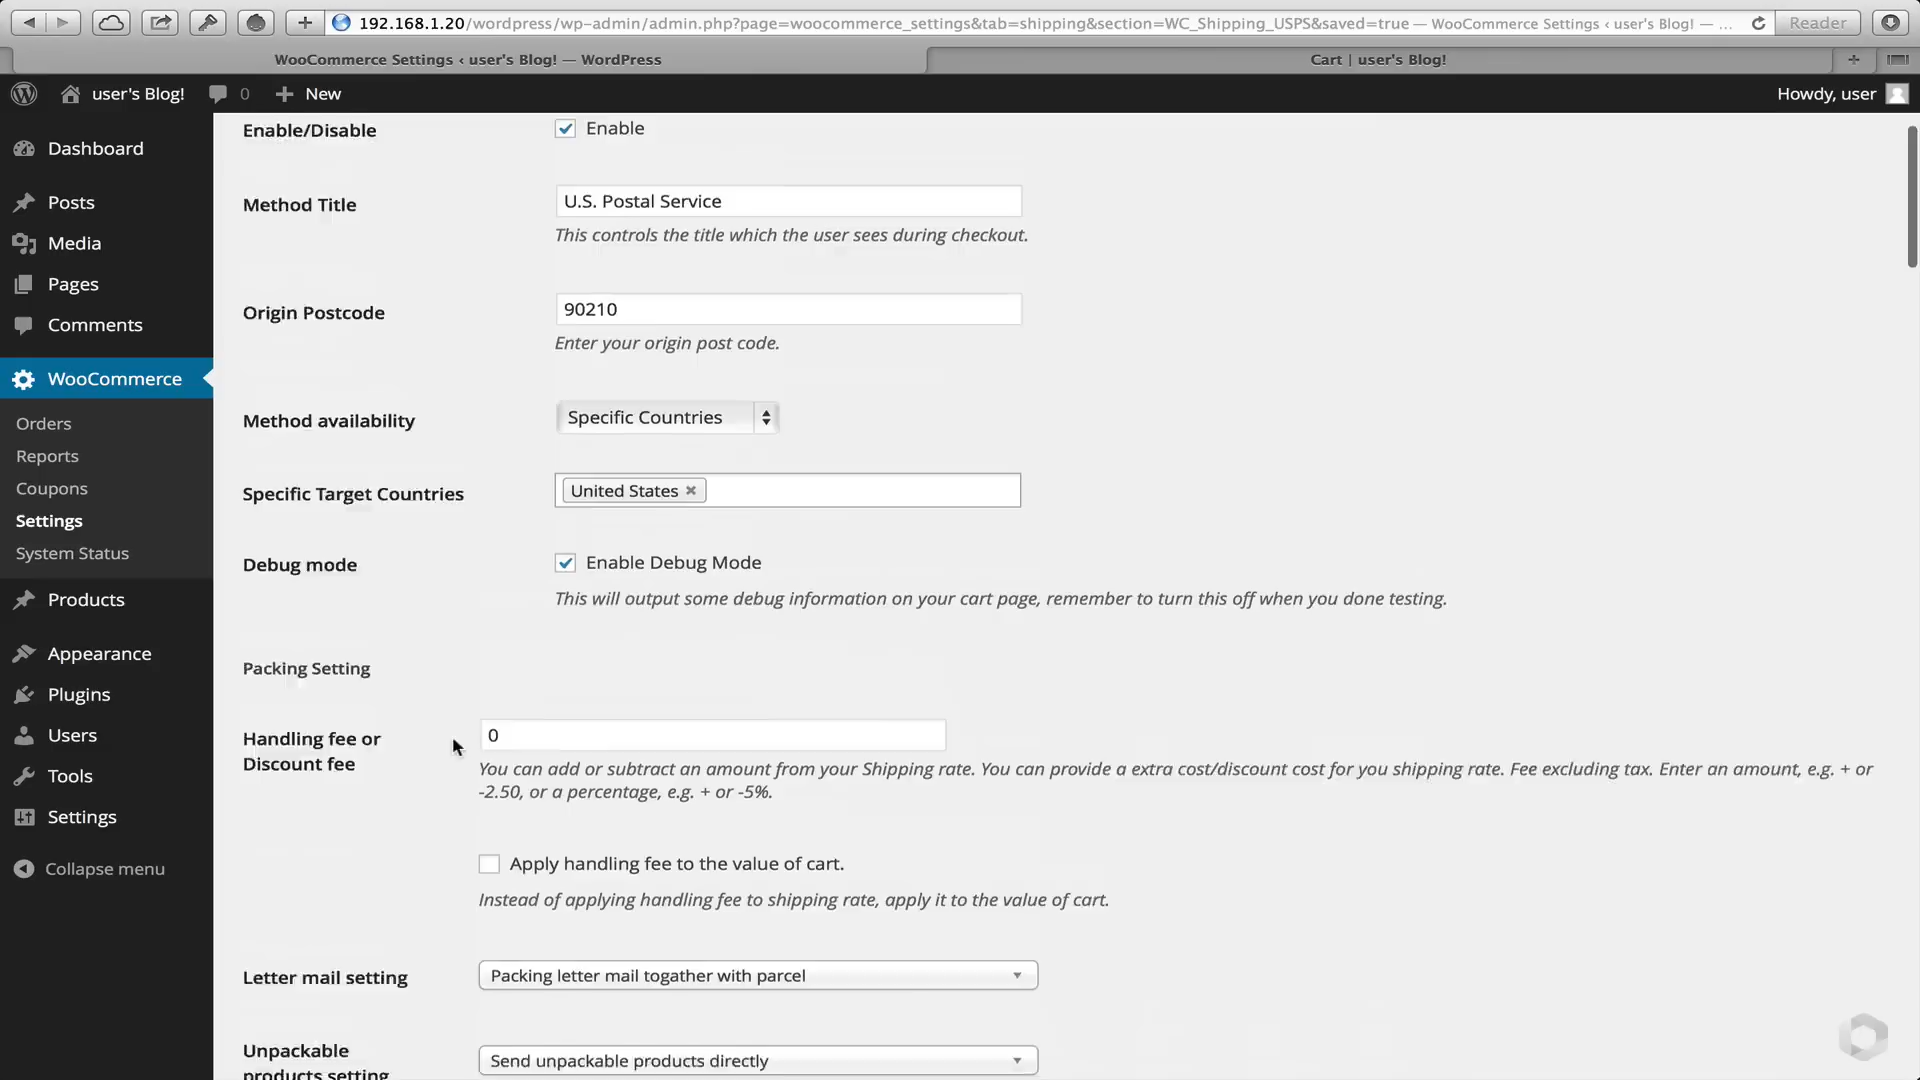 192.168.1.20/wordpress/wp-admin/admin.php?page=woocommerce_settings&tab=shipping&section=WC_Shipping_USPS&saved=true — WooCommerce Settings ‹ user's Blog! — ...
Reader
WooCommerce Settings ‹ user's Blog! — WordPress
Cart | user's Blog!
user's Blog!
0
New
Howdy, user
Dashboard
Posts
Media
Pages
Comments
WooCommerce
Orders
Reports
Coupons
Settings
System Status
Products
Appearance
Plugins
Users
Tools
Settings
Collapse menu
Enable/Disable
Enable
Method Title
U.S. Postal Service
This controls the title which the user sees during checkout.
Origin Postcode
90210
Enter your origin post code.
Method availability
Specific Countries
Specific Target Countries
United States
Debug mode
Enable Debug Mode
This will output some debug information on your cart page, remember to turn this off when you done testing.
Packing Setting
Handling fee or
Discount fee
0
You can add or subtract an amount from your Shipping rate. You can provide a extra cost/discount cost for you shipping rate. Fee excluding tax. Enter an amount, e.g. + or
-2.50, or a percentage, e.g. + or -5%.
Apply handling fee to the value of cart.
Instead of applying handling fee to shipping rate, apply it to the value of cart.
Letter mail setting
Packing letter mail togather with parcel
Unpackable
products setting
Send unpackable products directly